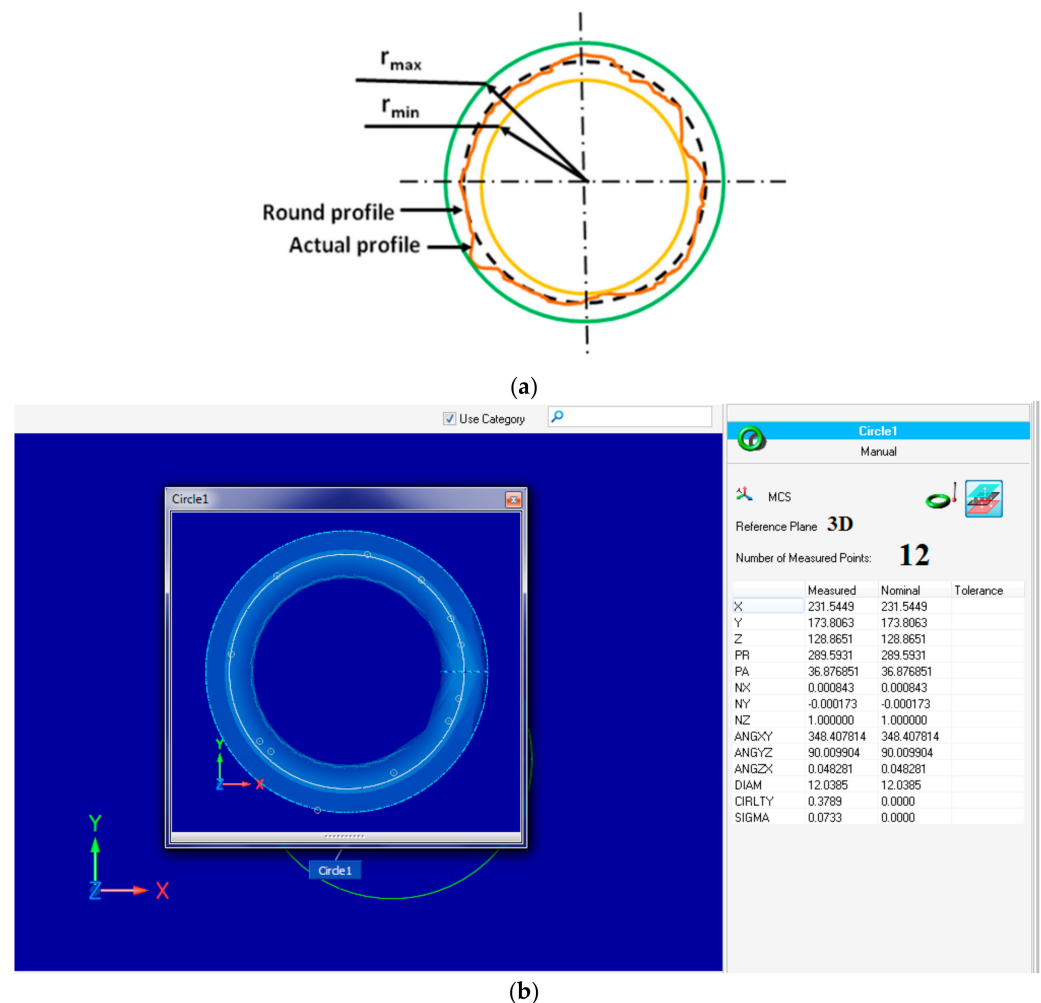 rmax
rmin
Round profile
Actual profile
(a)
Use Category
Circle1
Manual
Circle1
MCS
Reference Plane 3D
Number of Measured Points: 12
Measured Nominal Tolerance
X 231.5449 231.5449
Y 173.8063 173.8063
Z 128.8651 128.8651
PR 289.5931 289.5931
PA 36.876851 36.876851
NX 0.000843 0.000843
NY -0.000173 -0.000173
NZ 1.000000 1.000000
ANGXY 348.407814 348.407814
ANGYZ 90.009904 90.009904
ANGZX 0.048281 0.048281
DIAM 12.0385 12.0385
CIRLTY 0.3789 0.0000
SIGMA 0.0733 0.0000
Y
Z X
Y
Z X
Circle1
(b)